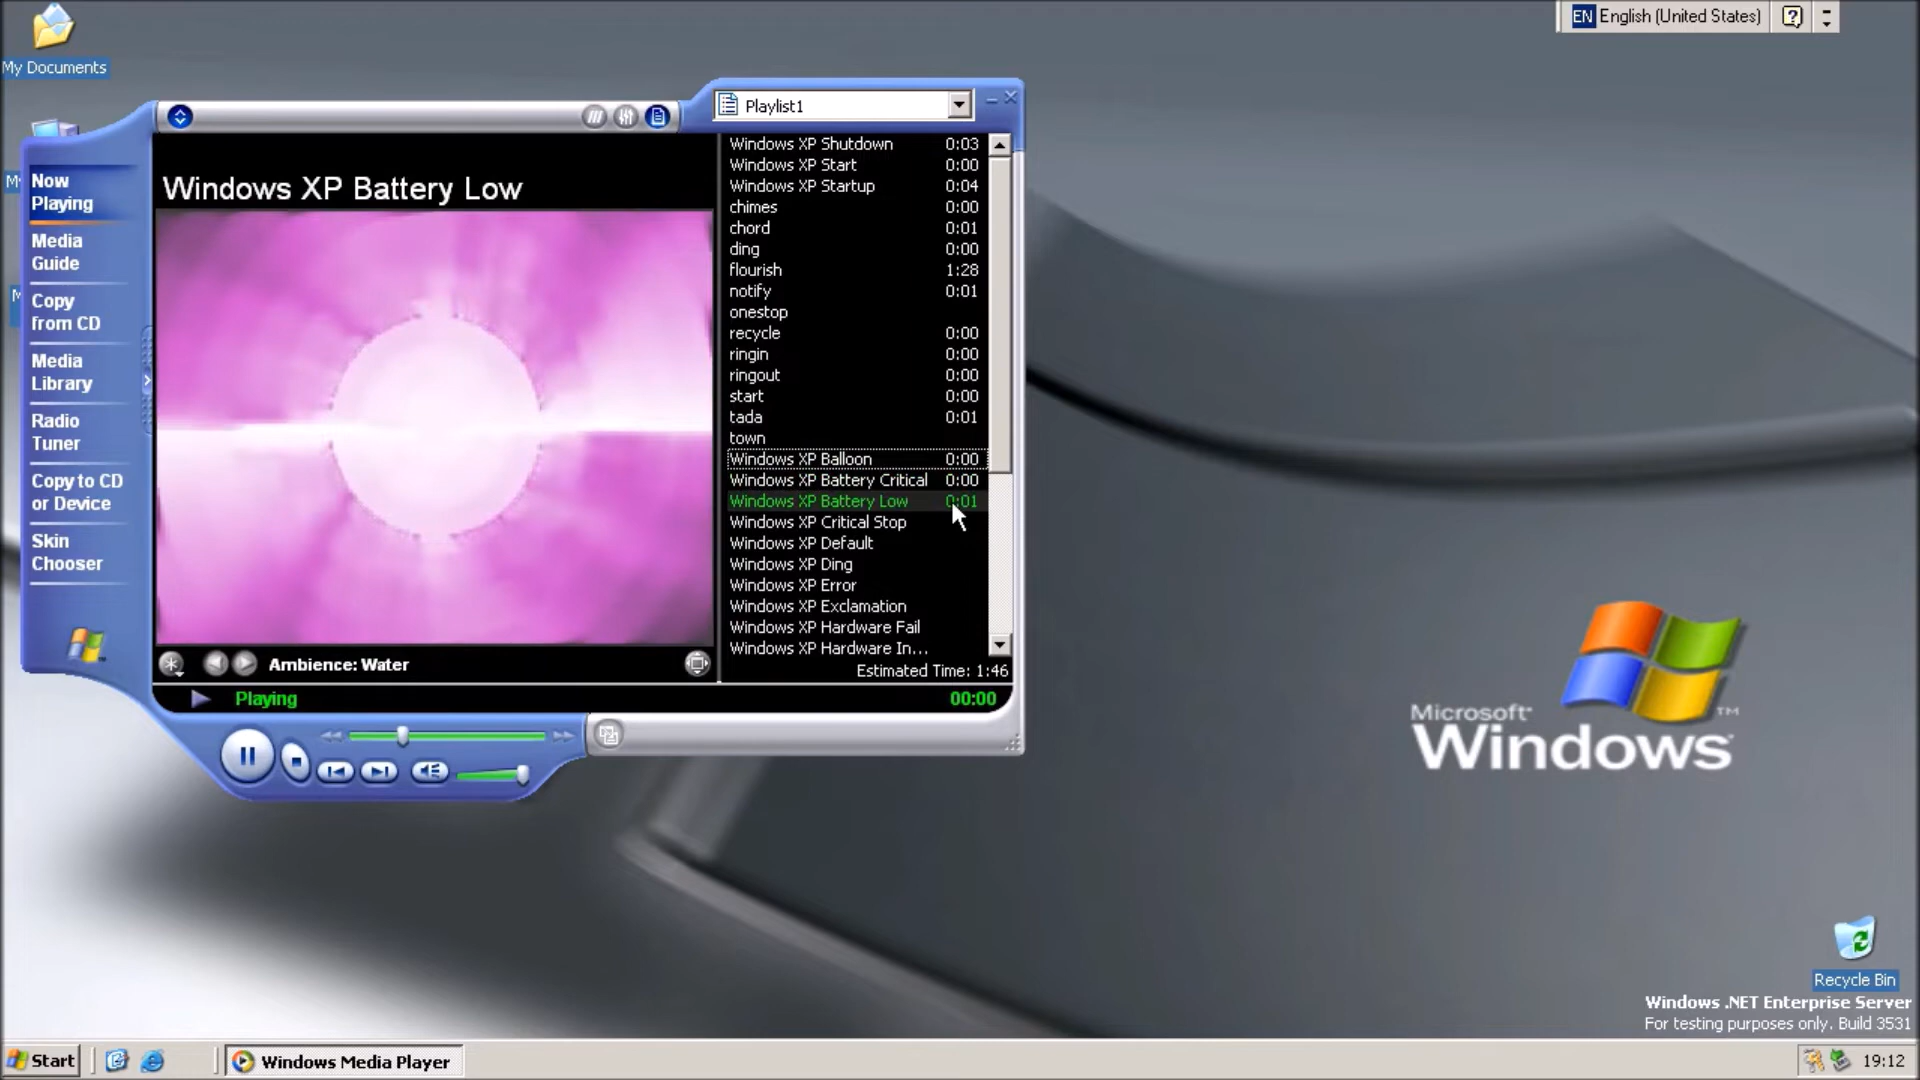 My Documents
EN English (United States)
Playlist1
Now
Playing
Media
Guide
Copy
from CD
Media
Library
Radio
Tuner
Copy to CD
or Device
Skin
Chooser
Windows XP Battery Low
Windows XP Shutdown 0:03
Windows XP Start 0:00
Windows XP Startup 0:04
chimes 0:00
chord 0:01
ding 0:00
flourish 1:28
notify 0:01
onestop
recycle 0:00
ringin 0:00
ringout 0:00
start 0:00
tada 0:01
town
Windows XP Balloon 0:00
Windows XP Battery Critical 0:00
Windows XP Battery Low 0:01
Windows XP Critical Stop
Windows XP Default
Windows XP Ding
Windows XP Error
Windows XP Exclamation
Windows XP Hardware Fail
Windows XP Hardware In...
Ambience: Water
Estimated Time: 1:46
Playing 00:00
Microsoft®
Windows™
Recycle Bin
Windows .NET Enterprise Server
For testing purposes only. Build 3531
Start
Windows Media Player
19:12